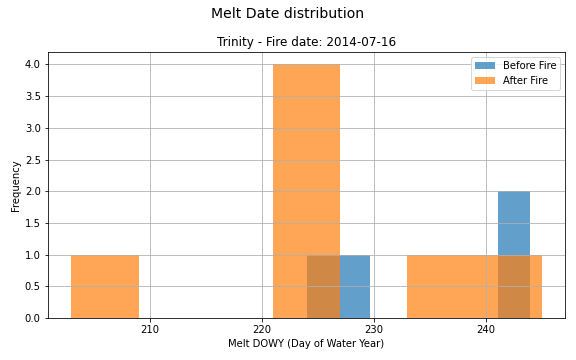 Melt Date distribution
Trinity - Fire date: 2014-07-16
Before Fire
After Fire
4.0
3.5
3.0
2.5
2.0
1.5
1.0
0.5
0.0
Frequency
210
220
230
240
Melt DOWY (Day of Water Year)